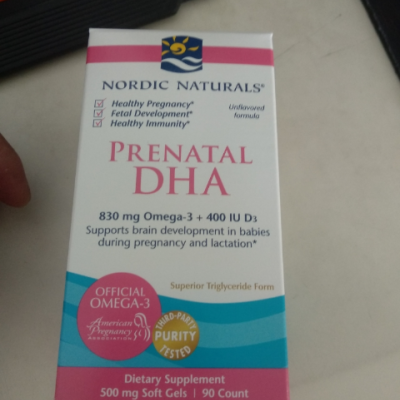 NORDIC NATURALS®
Healthy Pregnancy*
Fetal Development*
Healthy Immunity*
Unflavored
formula
PRENATAL
DHA
830 mg Omega-3 + 400 IU D3
Supports brain development in babies
during pregnancy and lactation*
Superior Triglyceride Form
OFFICIAL
OMEGA-3
American
Pregnancy
ASSOCIATION
THIRD-PARTY
PURITY
TESTED
Dietary Supplement
500 mg Soft Gels | 90 Count